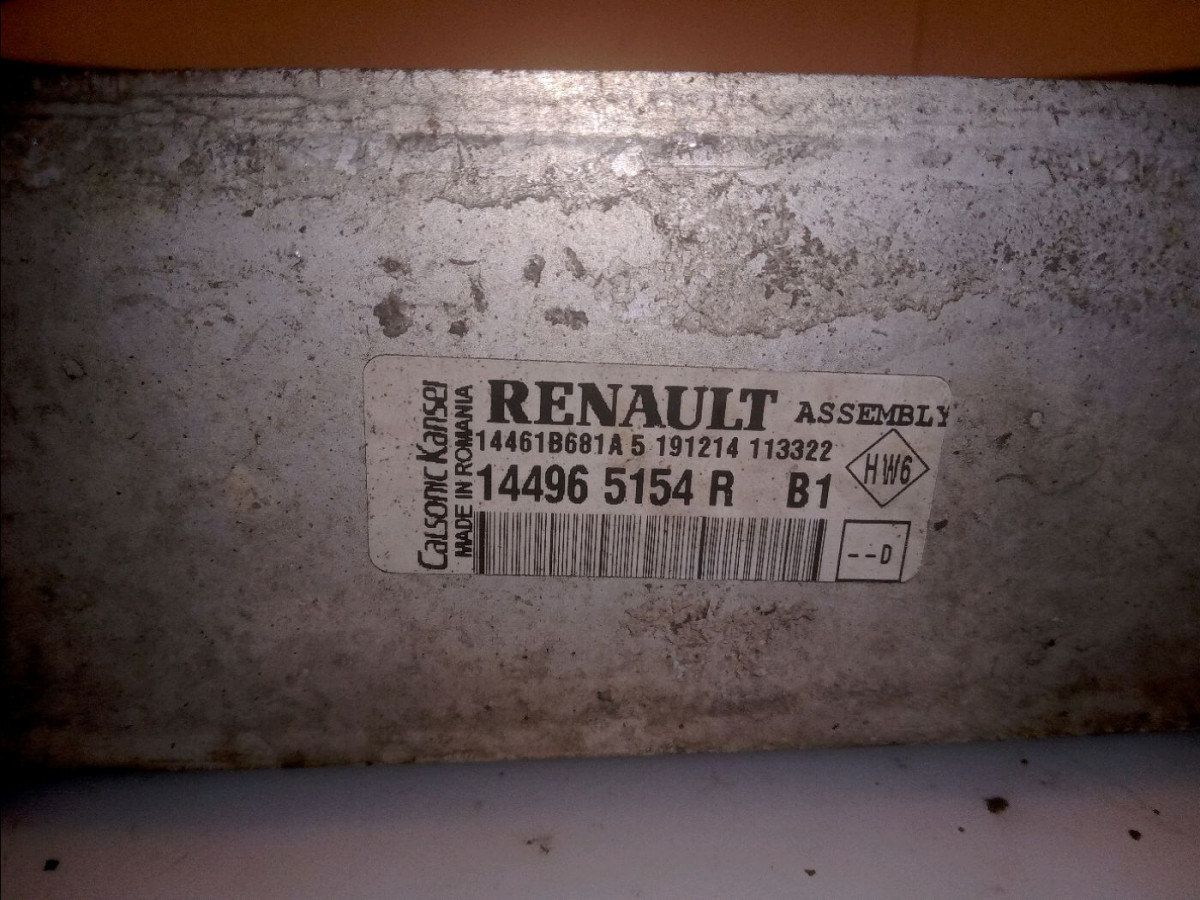 Calsonic Kansei
MADE IN ROMANIA
RENAULT ASSEMBLY
14461B681A 5 191214 113322
HW6
14496 5154 R B1
--D